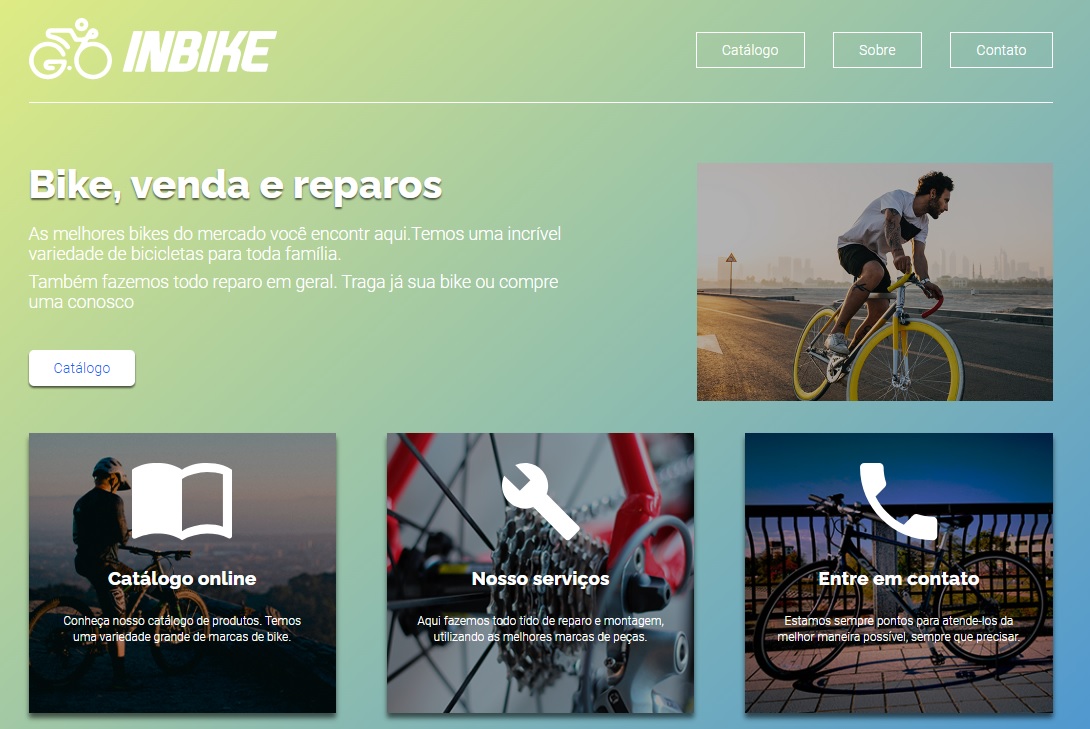 INBIKE
Catálogo
Sobre
Contato
Bike, venda e reparos
As melhores bikes do mercado você encontr aqui.Temos uma incrível
variedade de bicicletas para toda família.
Também fazemos todo reparo em geral. Traga já sua bike ou compre
uma conosco
Catálogo
Catálogo online
Conheça nosso catálogo de produtos. Temos
uma variedade grande de marcas de bike.
Nosso serviços
Aqui fazemos todo tido de reparo e montagem,
utilizando as melhores marcas de peças.
Entre em contato
Estamos sempre pontos para atende-los da
melhor maneira possível, sempre que precisar.